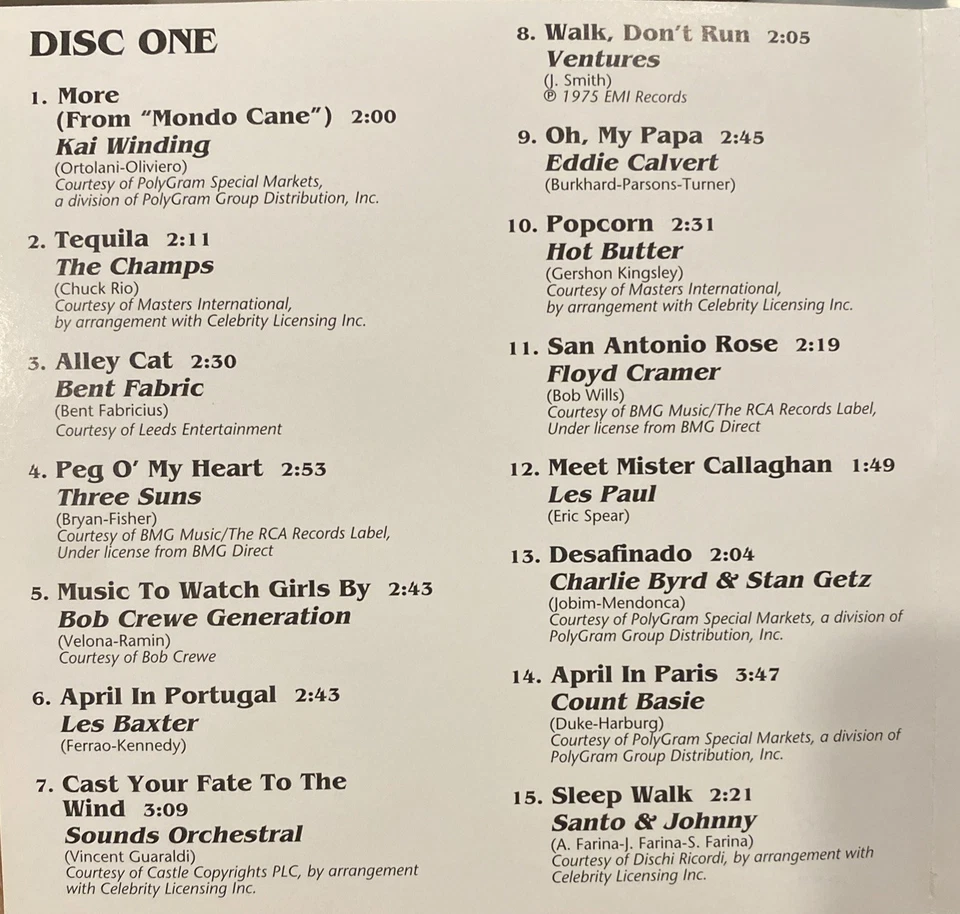 DISC ONE
1. More
(From “Mondo Cane”) 2:00
Kai Winding
(Ortolani-Oliviero)
Courtesy of PolyGram Special Markets,
a division of PolyGram Group Distribution, Inc.
2. Tequila 2:11
The Champs
(Chuck Rio)
Courtesy of Masters International,
by arrangement with Celebrity Licensing Inc.
3. Alley Cat 2:30
Bent Fabric
(Bent Fabricius)
Courtesy of Leeds Entertainment
4. Peg O’ My Heart 2:53
Three Suns
(Bryan-Fisher)
Courtesy of BMG Music/The RCA Records Label,
Under license from BMG Direct
5. Music To Watch Girls By 2:43
Bob Crewe Generation
(Velona-Ramin)
Courtesy of Bob Crewe
6. April In Portugal 2:43
Les Baxter
(Ferrao-Kennedy)
7. Cast Your Fate To The
Wind 3:09
Sounds Orchestral
(Vincent Guaraldi)
Courtesy of Castle Copyrights PLC, by arrangement
with Celebrity Licensing Inc.
8. Walk, Don’t Run 2:05
Ventures
(J. Smith)
℗ 1975 EMI Records
9. Oh, My Papa 2:45
Eddie Calvert
(Burkhard-Parsons-Turner)
10. Popcorn 2:31
Hot Butter
(Gershon Kingsley)
Courtesy of Masters International,
by arrangement with Celebrity Licensing Inc.
11. San Antonio Rose 2:19
Floyd Cramer
(Bob Wills)
Courtesy of BMG Music/The RCA Records Label,
Under license from BMG Direct
12. Meet Mister Callaghan 1:49
Les Paul
(Eric Spear)
13. Desafinado 2:04
Charlie Byrd & Stan Getz
(Jobim-Mendonca)
Courtesy of PolyGram Special Markets, a division of
PolyGram Group Distribution, Inc.
14. April In Paris 3:47
Count Basie
(Duke-Harburg)
Courtesy of PolyGram Special Markets, a division of
PolyGram Group Distribution, Inc.
15. Sleep Walk 2:21
Santo & Johnny
(A. Farina-J. Farina-S. Farina)
Courtesy of Dischi Ricordi, by arrangement with
Celebrity Licensing Inc.